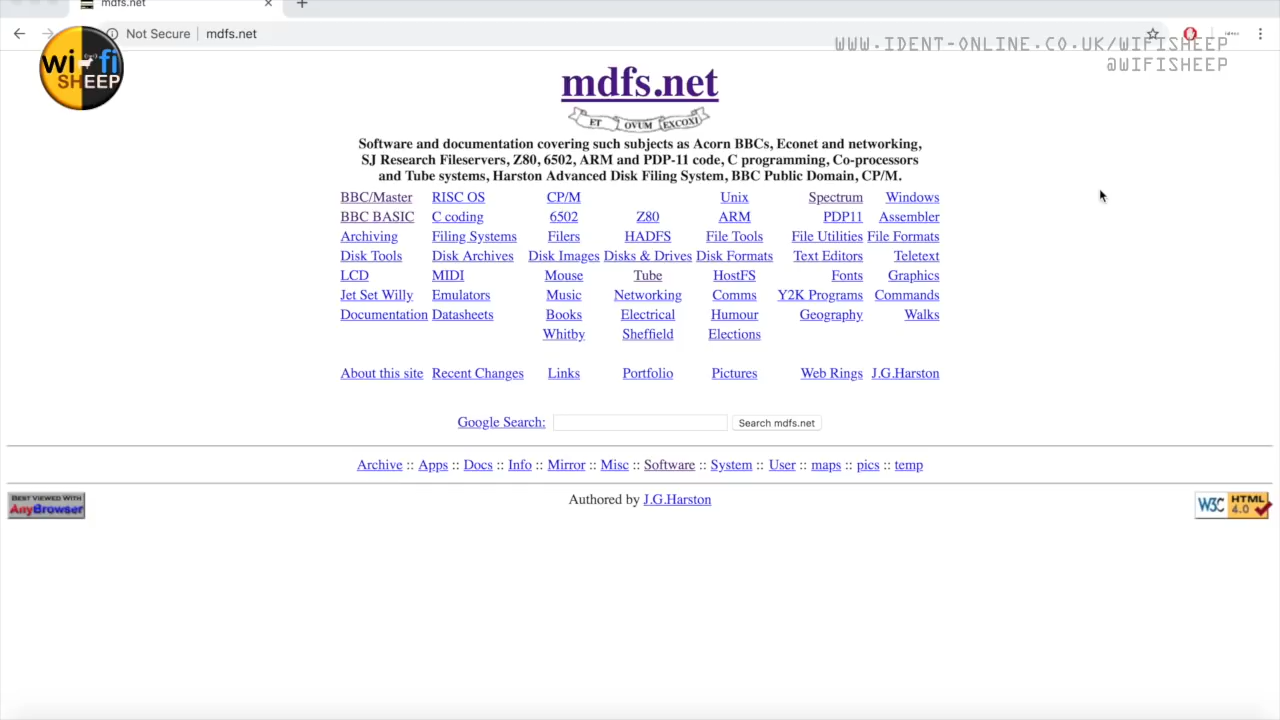 mdfs.net
Not Secure mdfs.net
WWW.IDENT-ONLINE.CO.UK/WIFISHEEP
@WIFISHEEP
wi-fi
SHEEP
mdfs.net
ET OVUM EXCOXI
Software and documentation covering such subjects as Acorn BBCs, Econet and networking,
SJ Research Fileservers, Z80, 6502, ARM and PDP-11 code, C programming, Co-processors
and Tube systems, Harston Advanced Disk Filing System, BBC Public Domain, CP/M.
BBC/Master RISC OS CP/M Unix Spectrum Windows
BBC BASIC C coding 6502 Z80 ARM PDP11 Assembler
Archiving Filing Systems Filers HADFS File Tools File Utilities File Formats
Disk Tools Disk Archives Disk Images Disks & Drives Disk Formats Text Editors Teletext
LCD MIDI Mouse Tube HostFS Fonts Graphics
Jet Set Willy Emulators Music Networking Comms Y2K Programs Commands
Documentation Datasheets Books Electrical Humour Geography Walks
Whitby Sheffield Elections
About this site Recent Changes Links Portfolio Pictures Web Rings J.G.Harston
Google Search: Search mdfs.net
Archive :: Apps :: Docs :: Info :: Mirror :: Misc :: Software :: System :: User :: maps :: pics :: temp
Authored by J.G.Harston
BEST VIEWED WITH
AnyBrowser
W3C HTML
4.0